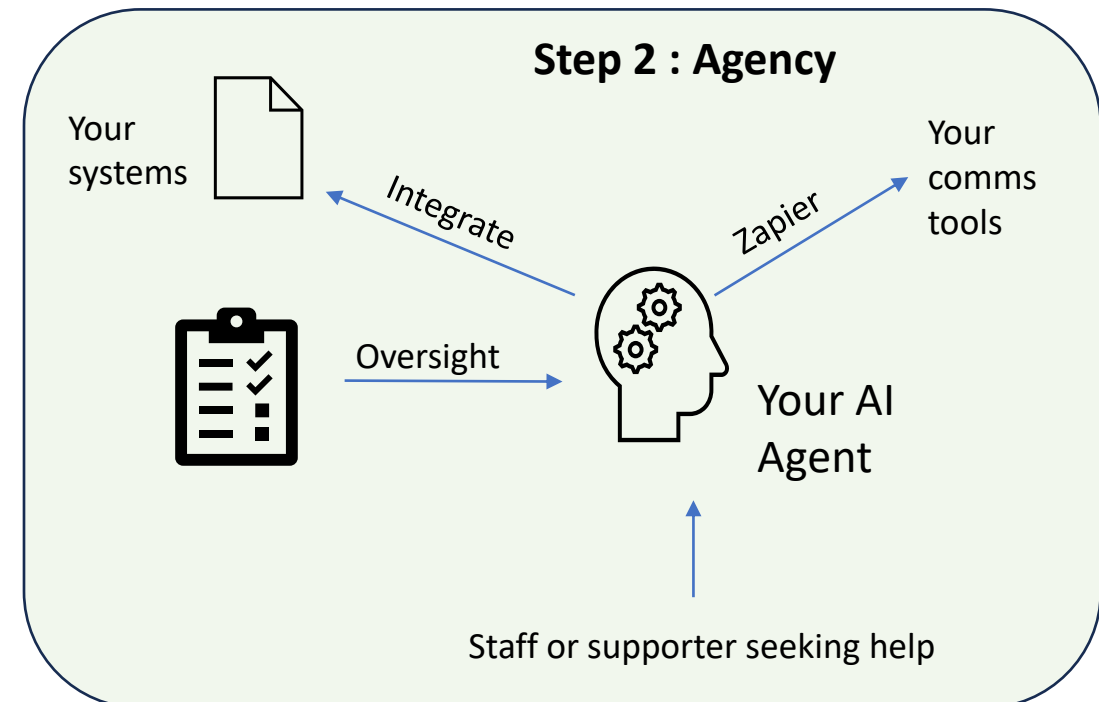 Step 2 : Agency
Your
systems
Integrate
Zapier
Your
comms
tools
Oversight
Your AI
Agent
Staff or supporter seeking help